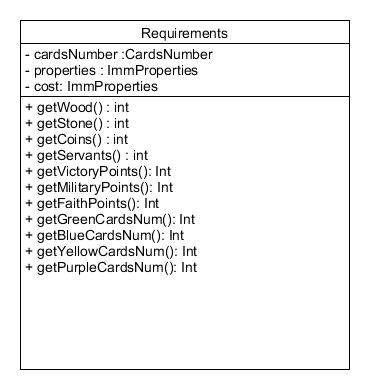 Requirements
- cardsNumber :CardsNumber
- properties : ImmProperties
- cost: ImmProperties
+ getWood() : int
+ getStone() : int
+ getCoins() : int
+ getServants() : int
+ getVictoryPoints(): Int
+ getMilitaryPoints(): Int
+ getFaithPoints(): Int
+ getGreenCardsNum(): Int
+ getBlueCardsNum(): Int
+ getYellowCardsNum(): Int
+ getPurpleCardsNum(): Int